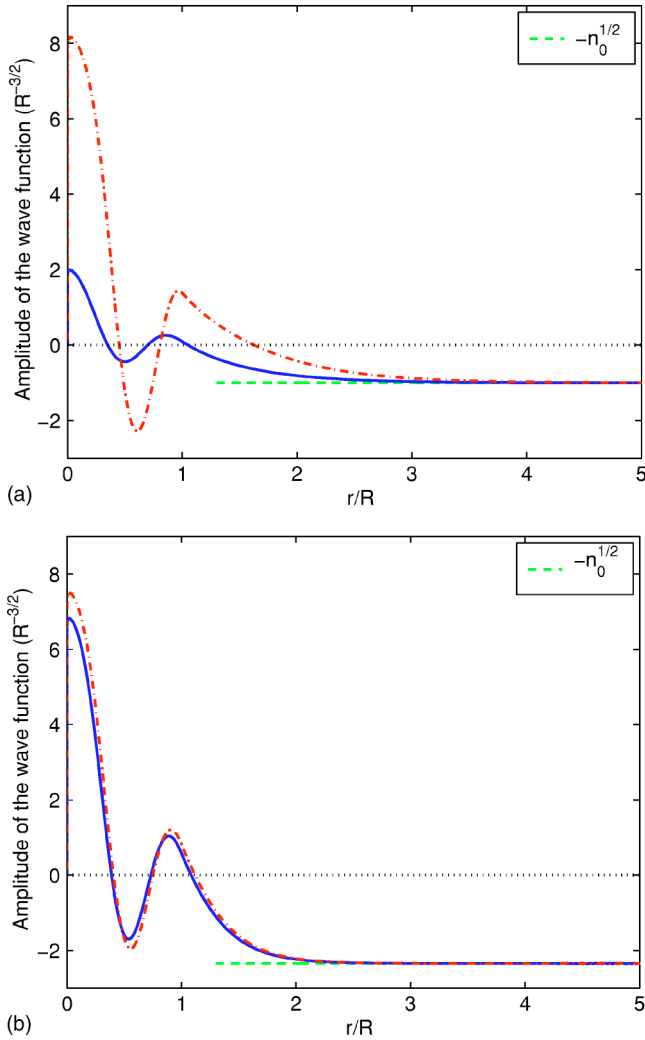 8
6
4
2
0
−2
Amplitude of the wave function (R^−3/2)
−n_0^1/2
0 1 2 3 4 5
r/R
(a)
8
6
4
2
0
−2
Amplitude of the wave function (R^−3/2)
−n_0^1/2
0 1 2 3 4 5
r/R
(b)